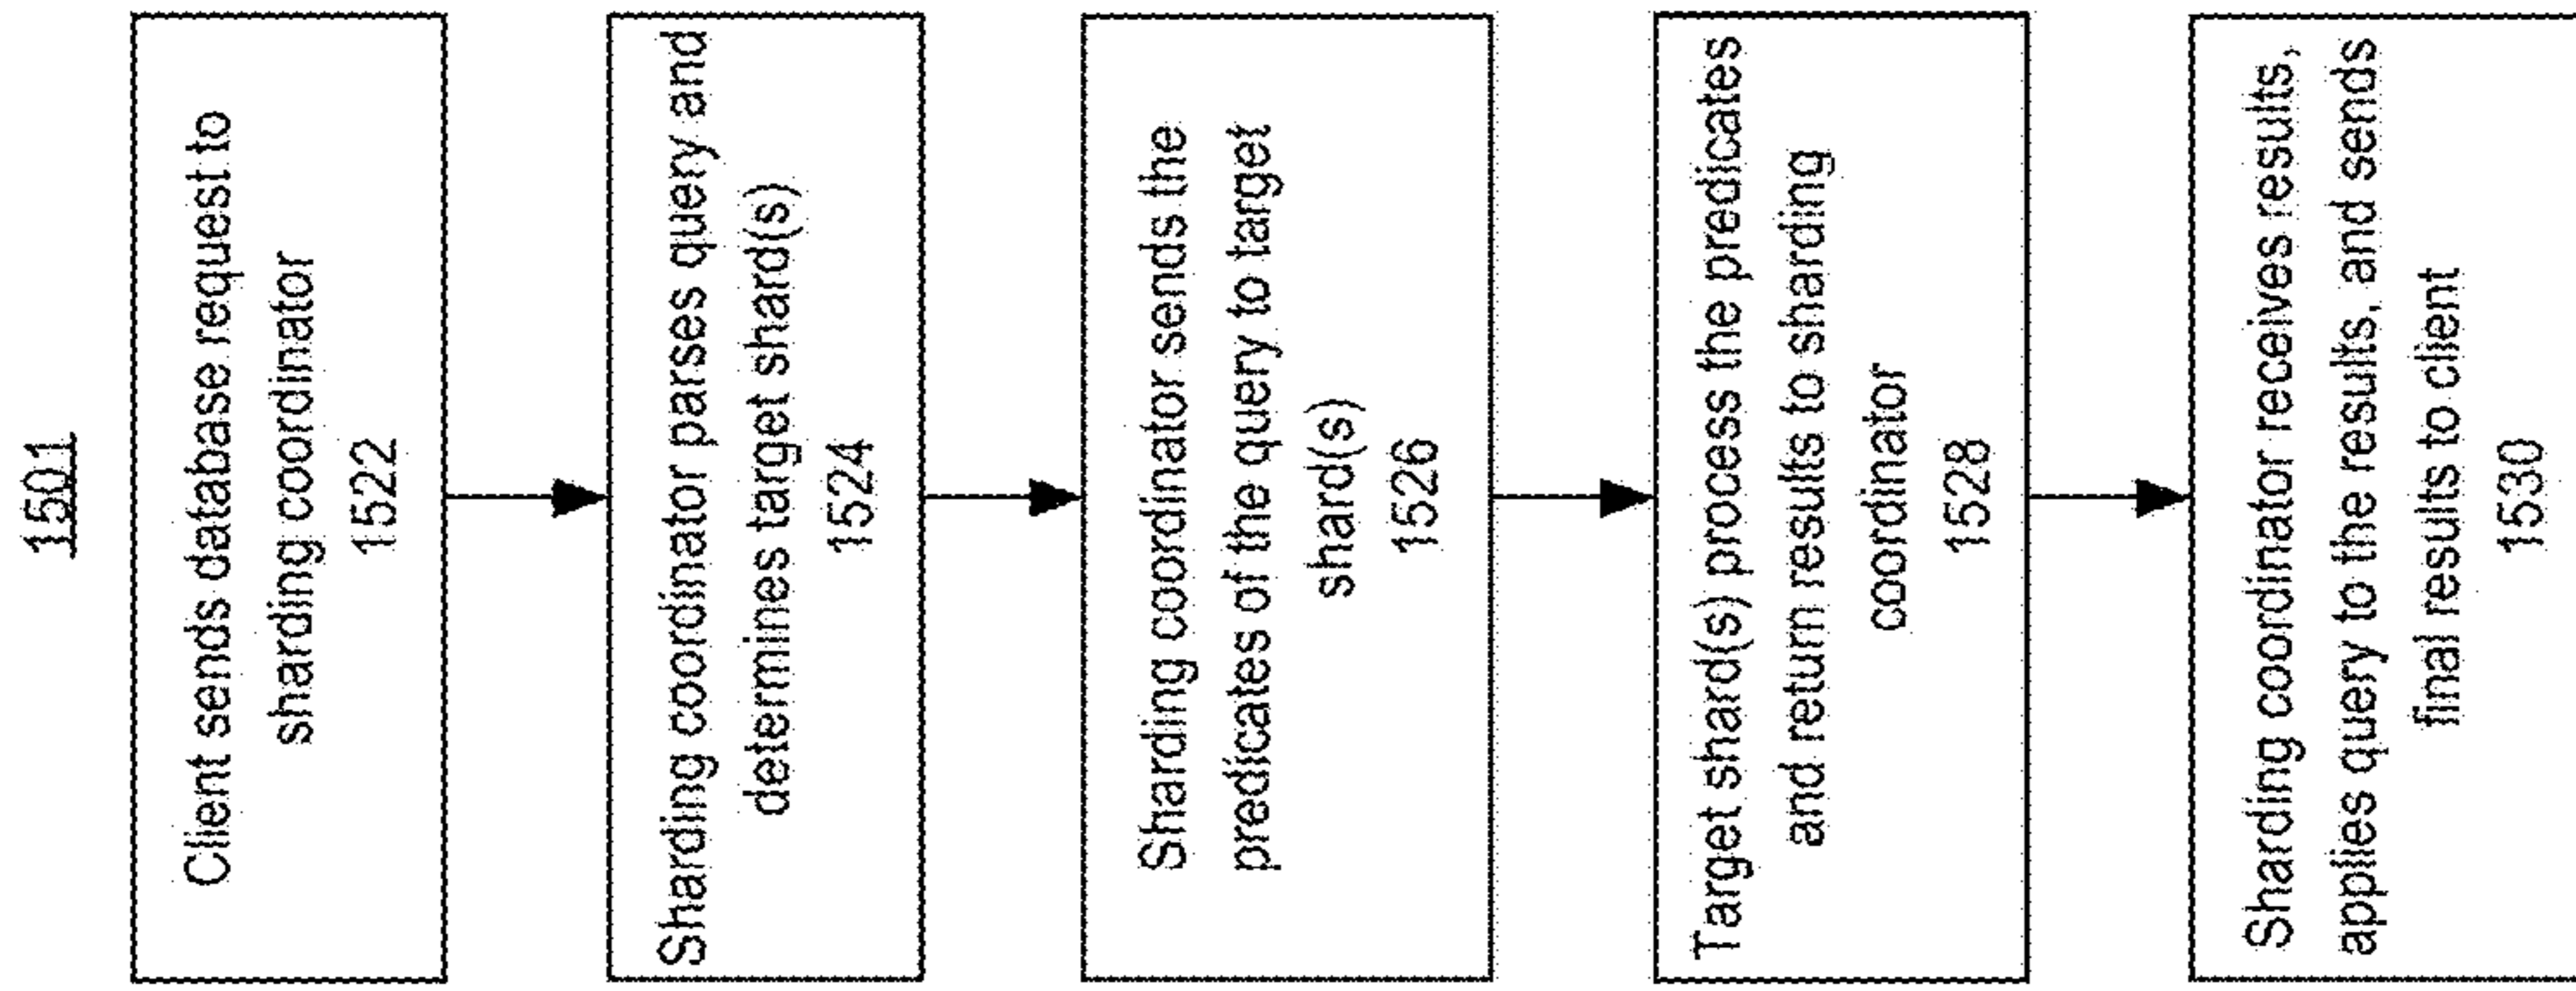 1501
Client sends database request to
sharding coordinator
1522
Sharding coordinator parses query and
determines target shard(s)
1524
Sharding coordinator sends the
predicates of the query to target
shard(s)
1526
Target shard(s) process the predicates
and return results to sharding
coordinator
1528
Sharding coordinator receives results,
applies query to the results, and sends
final results to client
1530